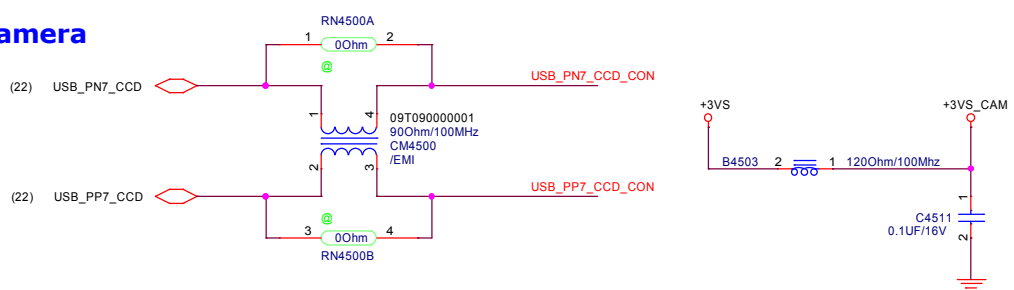 amera
RN4500A
1 0Ohm 2
@
(22) USB_PN7_CCD
USB_PN7_CCD_CON
1 4
09T090000001
90Ohm/100MHz
CM4500
/EMI
2 3
(22) USB_PP7_CCD
USB_PP7_CCD_CON
@
3 0Ohm 4
RN4500B
+3VS
+3VS_CAM
B4503 2 1 120Ohm/100Mhz
1
C4511
0.1UF/16V
2